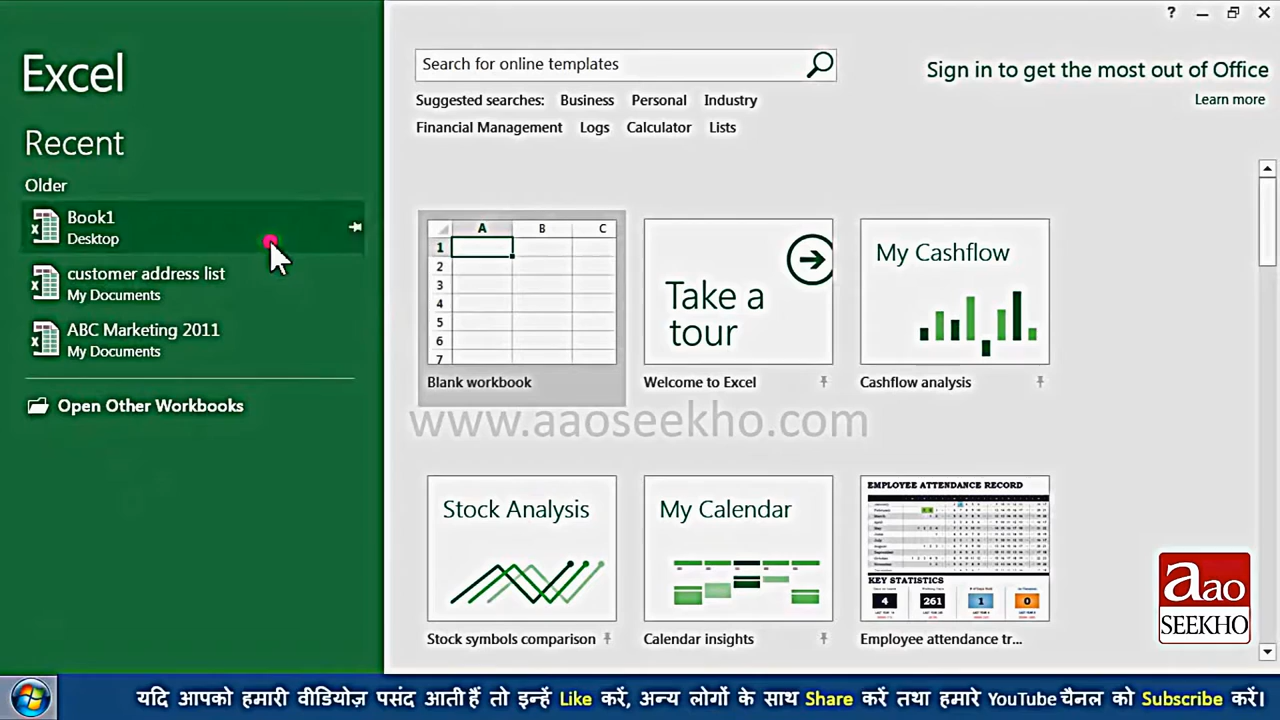 ?
Excel
Recent
Older
Book1
Desktop
customer address list
My Documents
ABC Marketing 2011
My Documents
Open Other Workbooks
Search for online templates
Sign in to get the most out of Office
Learn more
Suggested searches: Business Personal Industry
Financial Management Logs Calculator Lists
A B C
1
2
3
4
5
6
7
Blank workbook
Take a
tour
Welcome to Excel
My Cashflow
Cashflow analysis
www.aaoseekho.com
Stock Analysis
Stock symbols comparison
My Calendar
Calendar insights
EMPLOYEE ATTENDANCE RECORD
KEY STATISTICS
4 261 1 0
Employee attendance tr...
aao
SEEKHO
यदि आपको हमारी वीडियोज़ पसंद आती हैं तो इन्हें Like करें, अन्य लोगों के साथ Share करें तथा हमारे YouTube चैनल को Subscribe करें।